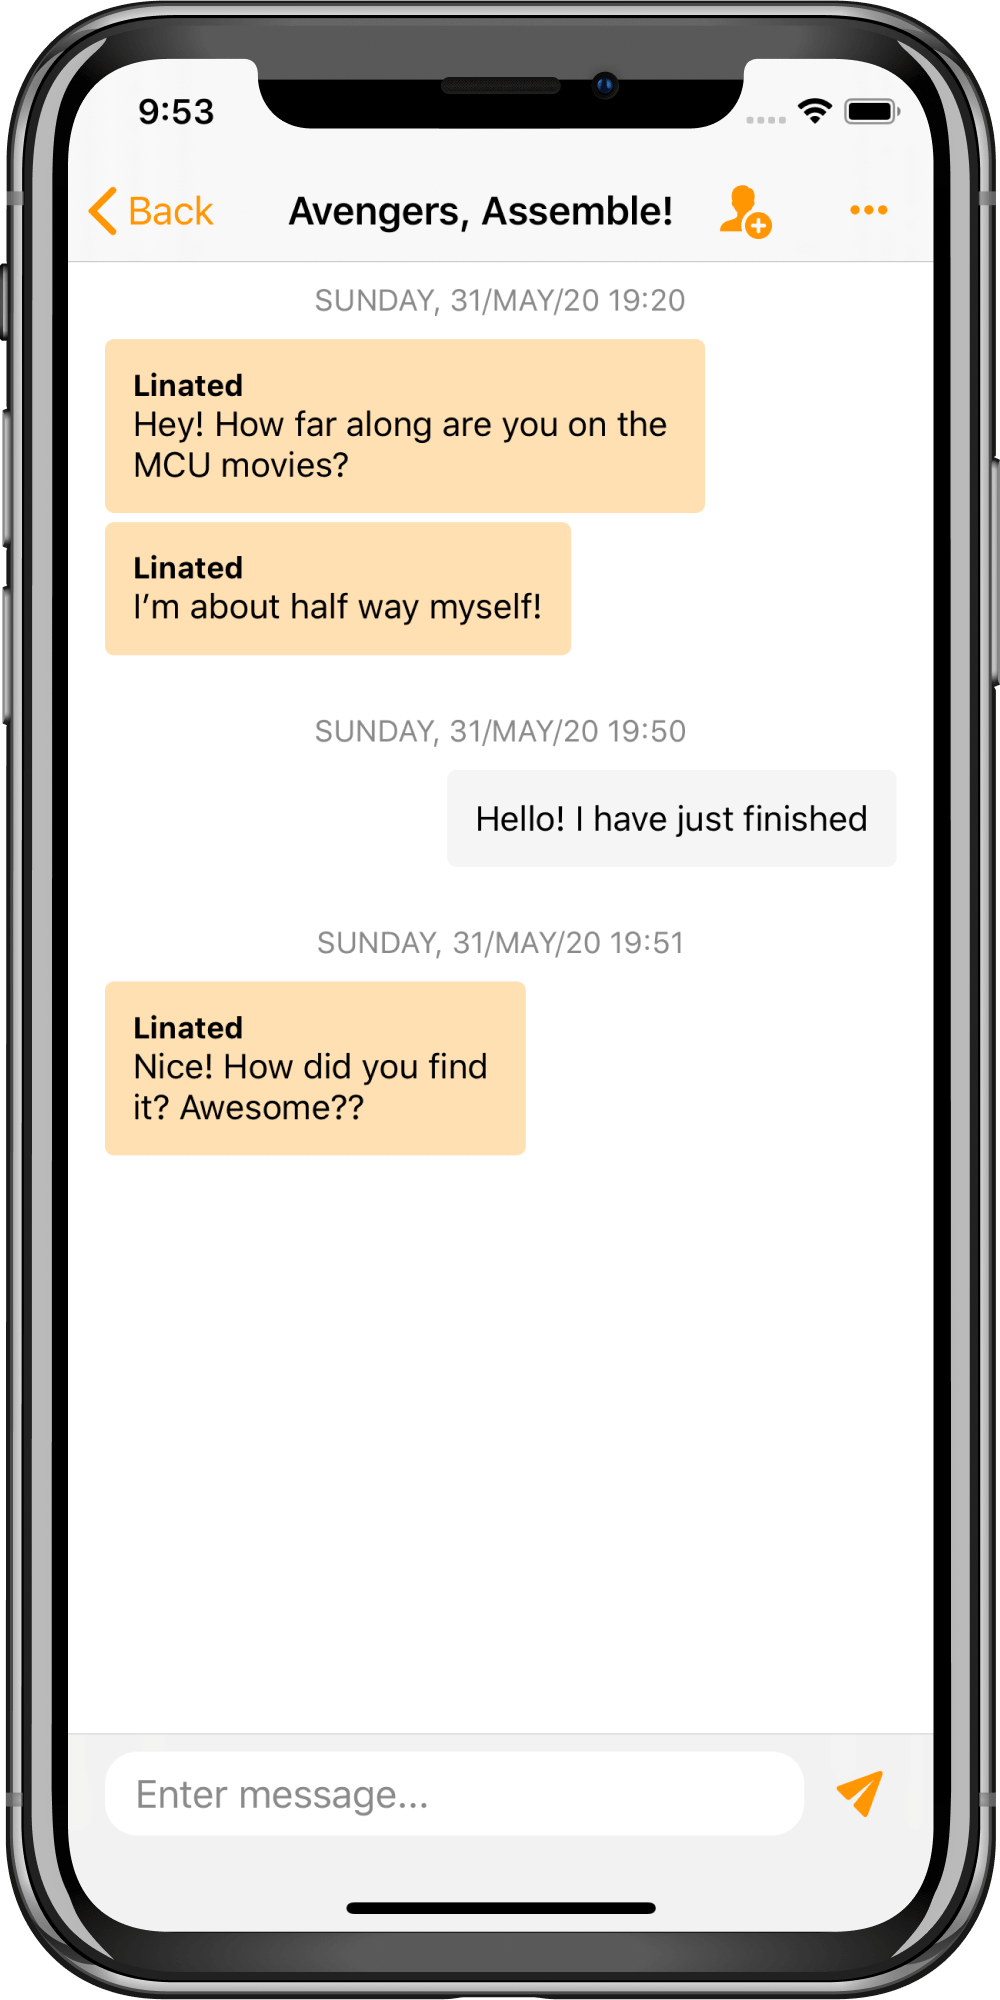 9:53
Back
Avengers, Assemble!
SUNDAY, 31/MAY/20 19:20
Linated
Hey! How far along are you on the
MCU movies?
Linated
I’m about half way myself!
SUNDAY, 31/MAY/20 19:50
Hello! I have just finished
SUNDAY, 31/MAY/20 19:51
Linated
Nice! How did you find
it? Awesome??
Enter message...